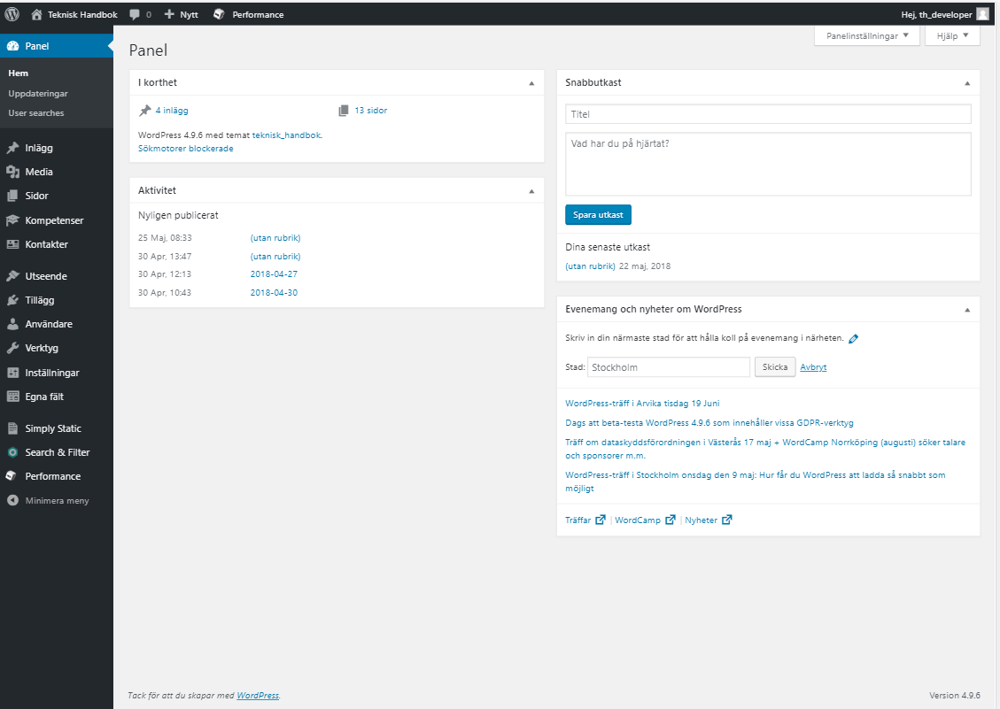 Teknisk Handbok 0 Nytt Performance Hej, th_developer
Panelinställningar Hjälp
Panel
Hem
Uppdateringar
User searches
Inlägg
Media
Sidor
Kompetenser
Kontakter
Utseende
Tillägg
Användare
Verktyg
Inställningar
Egna fält
Simply Static
Search & Filter
Performance
Minimera meny
Panel
I korthet
4 inlägg 13 sidor
WordPress 4.9.6 med temat teknisk_handbok.
Sökmotorer blockerade
Aktivitet
Nyligen publicerat
25 Maj, 08:33 (utan rubrik)
30 Apr, 13:47 (utan rubrik)
30 Apr, 12:13 2018-04-27
30 Apr, 10:43 2018-04-30
Snabbutkast
Titel
Vad har du på hjärtat?
Spara utkast
Dina senaste utkast
(utan rubrik) 22 maj, 2018
Evenemang och nyheter om WordPress
Skriv in din närmaste stad för att hålla koll på evenemang i närheten.
Stad: Stockholm Skicka Avbryt
WordPress-träff i Arvika tisdag 19 Juni
Dags att beta-testa WordPress 4.9.6 som innehåller vissa GDPR-verktyg
Träff om dataskyddsförordningen i Västerås 17 maj + WordCamp Norrköping (augusti) söker talare
och sponsorer m.m.
WordPress-träff i Stockholm onsdag den 9 maj: Hur får du WordPress att ladda så snabbt som
möjligt
Träffar | WordCamp | Nyheter
Tack för att du skapar med WordPress. Version 4.9.6